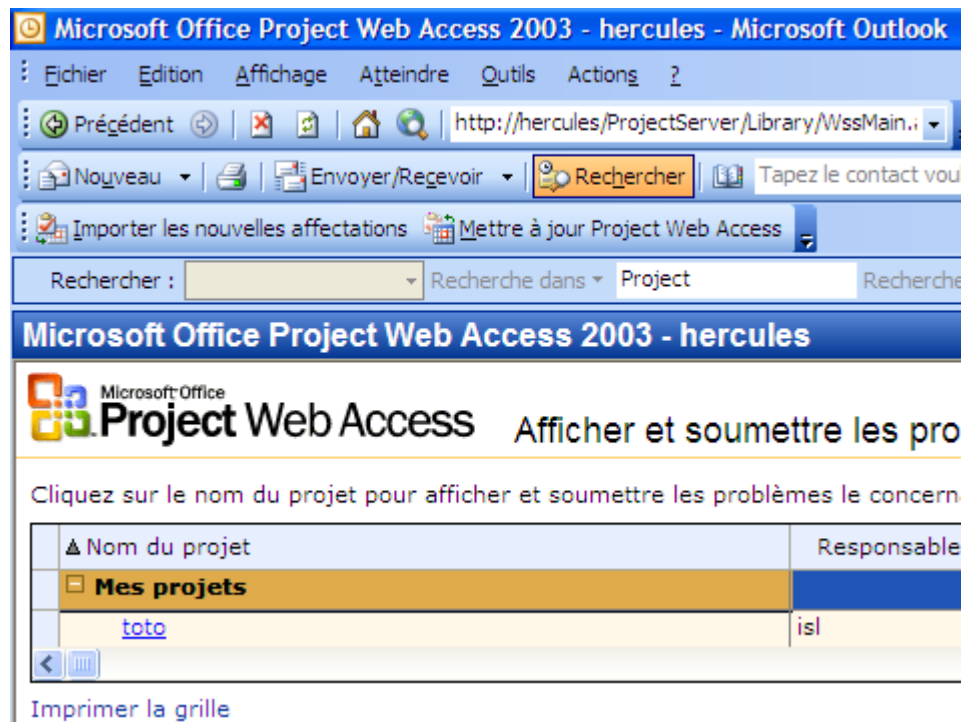 Microsoft Office Project Web Access 2003 - hercules - Microsoft Outlook
Fichier Edition Affichage Atteindre Outils Actions ?
Précédent http://hercules/ProjectServer/Library/WssMain.
Nouveau Envoyer/Recevoir Rechercher Tapez le contact vou
Importer les nouvelles affectations Mettre à jour Project Web Access
Rechercher : Recherche dans Project Recherche
Microsoft Office Project Web Access 2003 - hercules
Microsoft Office
Project Web Access Afficher et soumettre les pro
Cliquez sur le nom du projet pour afficher et soumettre les problèmes le concern
Nom du projet Responsable
Mes projets
toto isl
Imprimer la grille